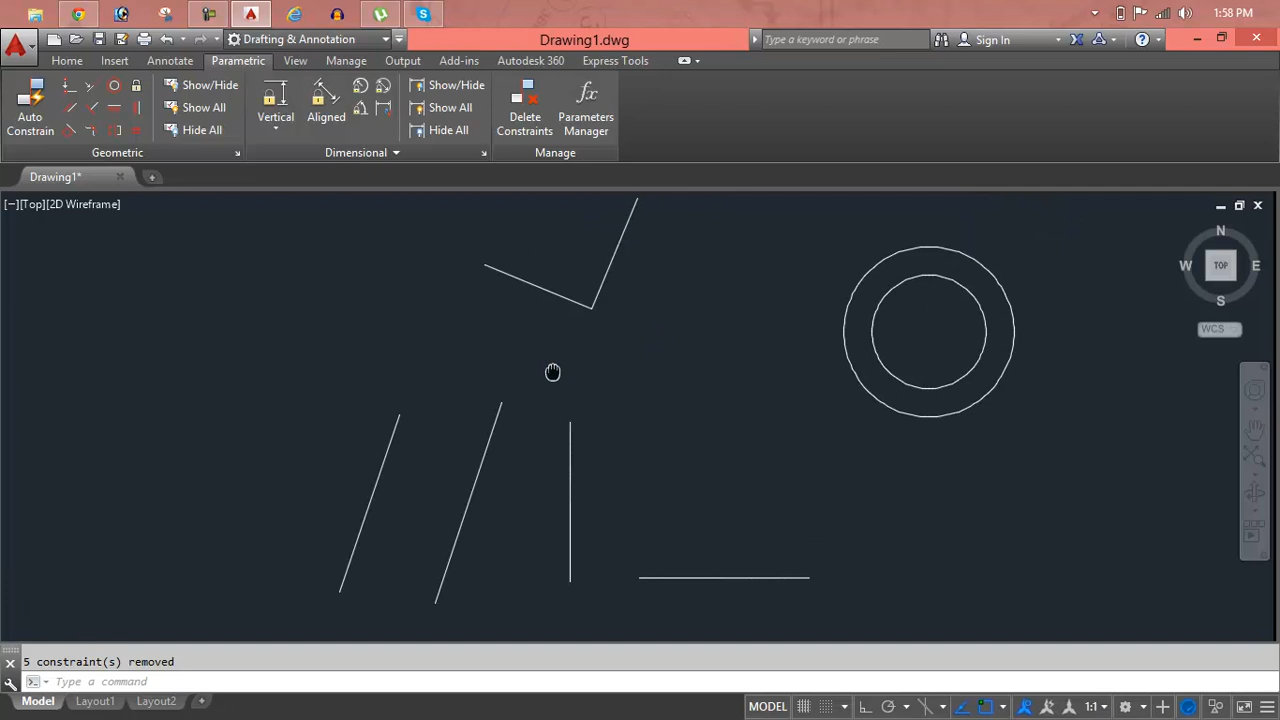 1:58 PM
Drafting & Annotation
Drawing1.dwg
Type a keyword or phrase
Sign In
Home Insert Annotate Parametric View Manage Output Add-ins Autodesk 360 Express Tools
Auto Constrain
Show/Hide
Show All
Hide All
Geometric
Vertical
Aligned
Show/Hide
Show All
Hide All
Dimensional
Delete Constraints
fx
Parameters Manager
Manage
Drawing1*
[−][Top][2D Wireframe]
N
W TOP E
S
WCS
5 constraint(s) removed
Type a command
Model Layout1 Layout2
MODEL
1:1